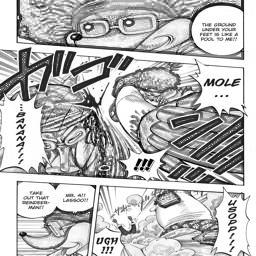 THE GROUND
UNDER YOUR
FEET IS LIKE A
POOL TO ME!!
MOLE
...
...
BANANA!!!
!!!
TAKE
OUT THAT
REINDEER-
MAN!!
MR. 4!!
LASSOO!!
UGH!!!
USOPP!!!